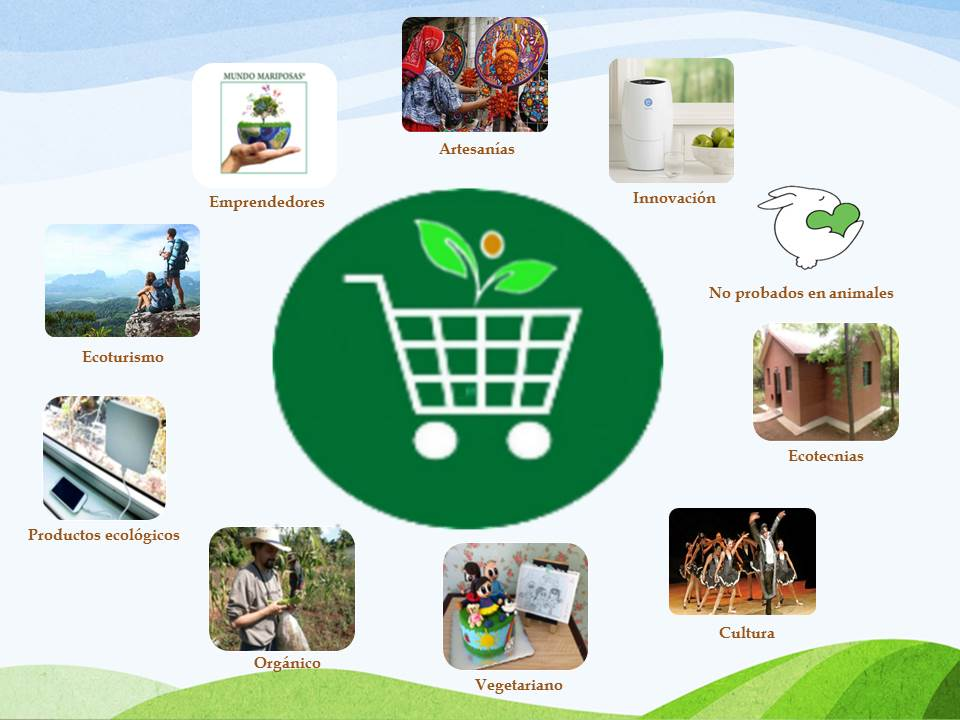 MUNDO MARIPOSAS®
Artesanías
Innovación
Emprendedores
No probados en animales
Ecoturismo
Ecotecnias
Productos ecológicos
Cultura
Orgánico
Vegetariano